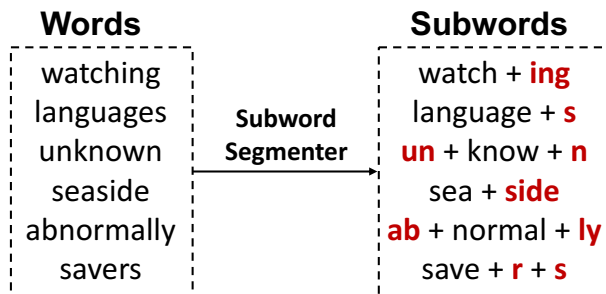 Words
watching
languages
unknown
seaside
abnormally
savers
Subword
Segmenter
Subwords
watch + ing
language + s
un + know + n
sea + side
ab + normal + ly
save + r + s